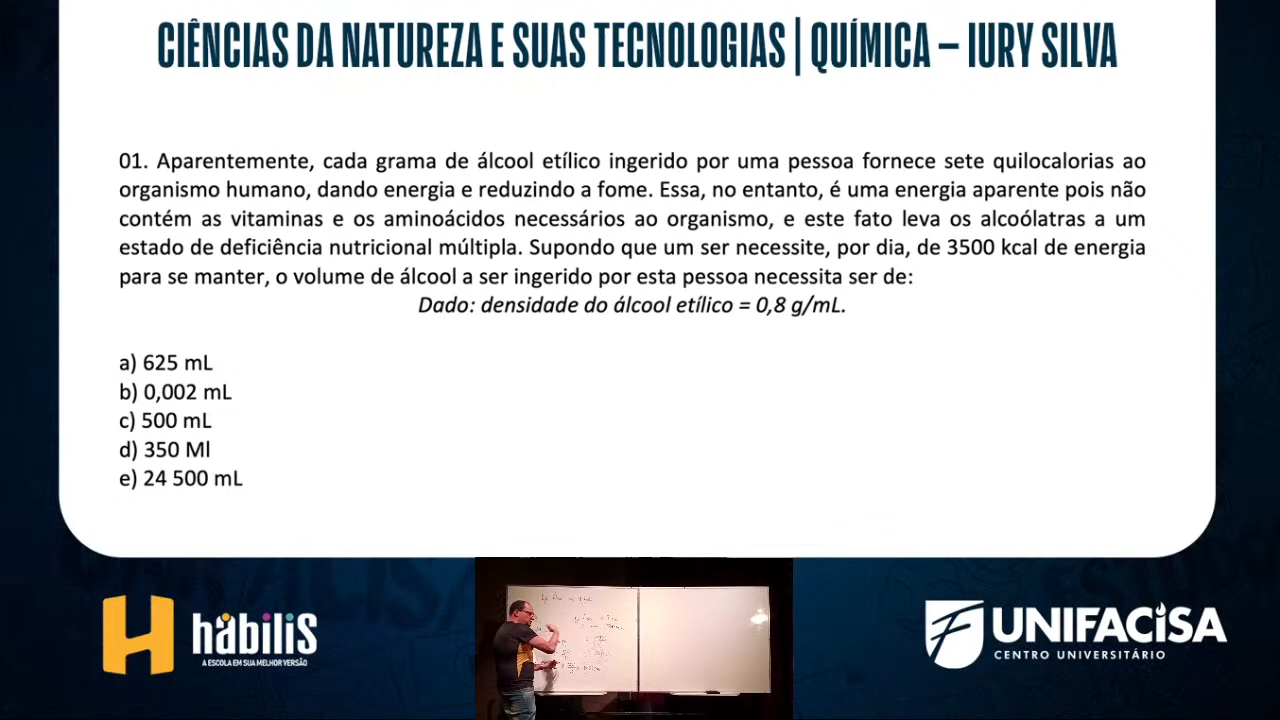 CIÊNCIAS DA NATUREZA E SUAS TECNOLOGIAS | QUÍMICA – IURY SILVA
01. Aparentemente, cada grama de álcool etílico ingerido por uma pessoa fornece sete quilocalorias ao
organismo humano, dando energia e reduzindo a fome. Essa, no entanto, é uma energia aparente pois não
contém as vitaminas e os aminoácidos necessários ao organismo, e este fato leva os alcoólatras a um
estado de deficiência nutricional múltipla. Supondo que um ser necessite, por dia, de 3500 kcal de energia
para se manter, o volume de álcool a ser ingerido por esta pessoa necessita ser de:
Dado: densidade do álcool etílico = 0,8 g/mL.
a) 625 mL
b) 0,002 mL
c) 500 mL
d) 350 Ml
e) 24 500 mL
H habilis
A ESCOLA EM SUA MELHOR VERSÃO
UNIFACISA
CENTRO UNIVERSITÁRIO